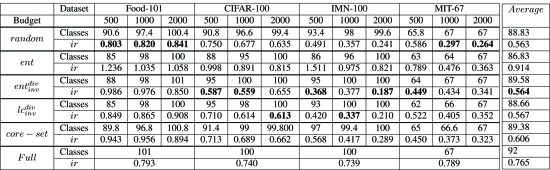 Dataset Food-101 CIFAR-100 IMN-100 MIT-67 Average
Budget 500 1000 2000 500 1000 2000 500 1000 2000 500 1000 2000
random Classes 90.6 97.4 100.4 90.8 96.6 99.4 93.4 98 99.6 65.8 67 67 88.83
ir 0.803 0.820 0.841 0.750 0.677 0.635 0.491 0.357 0.241 0.586 0.297 0.264 0.563
ent Classes 85 98 100 88 95 100 86 96 100 63 64 67 86.83
ir 1.236 1.035 1.058 0.998 0.891 0.815 1.511 0.975 0.821 0.789 0.476 0.363 0.914
ent div inv Classes 88 98 101 95 100 100 95 100 100 64 67 67 89.58
ir 0.986 0.976 0.850 0.587 0.559 0.655 0.368 0.377 0.187 0.449 0.434 0.341 0.564
lc div inv Classes 85 98 100 95 98 100 93 100 100 62 66 67 88.66
ir 0.849 0.865 0.908 0.710 0.614 0.613 0.420 0.337 0.210 0.522 0.405 0.352 0.567
core − set Classes 89.8 96.8 100.8 91.4 99 99.800 97 99.4 100 65 66.6 67 89.38
ir 0.943 0.956 0.894 0.713 0.689 0.662 0.568 0.417 0.289 0.450 0.373 0.323 0.606
Full Classes 101 100 100 67 92
ir 0.793 0.740 0.739 0.789 0.765